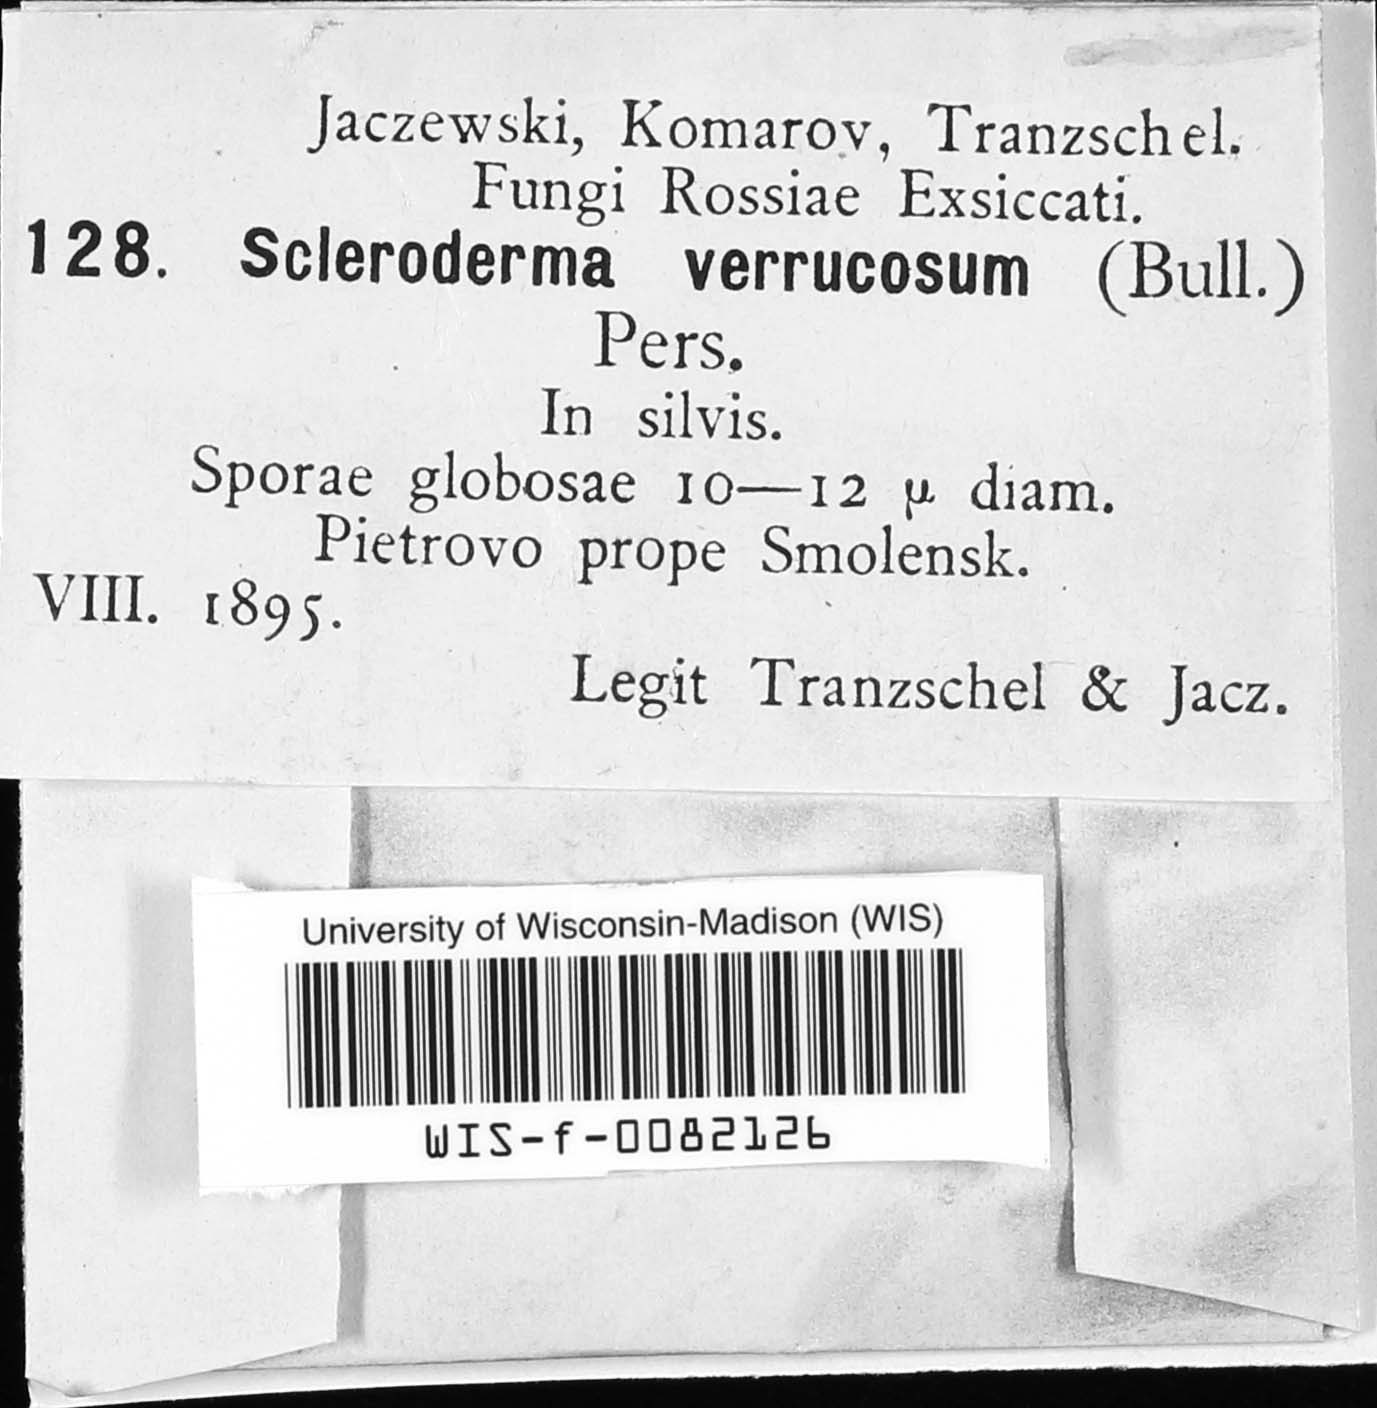 Jaczewski, Komarov, Tranzschel.
Fungi Rossiae Exsiccati.
128. Scleroderma verrucosum (Bull.)
Pers.
In silvis.
Sporae globosae 10—12 µ diam.
Pietrovo prope Smolensk.
VIII. 1895.
Legit Tranzschel & Jacz.
University of Wisconsin-Madison (WIS)
WIS-f-0082126